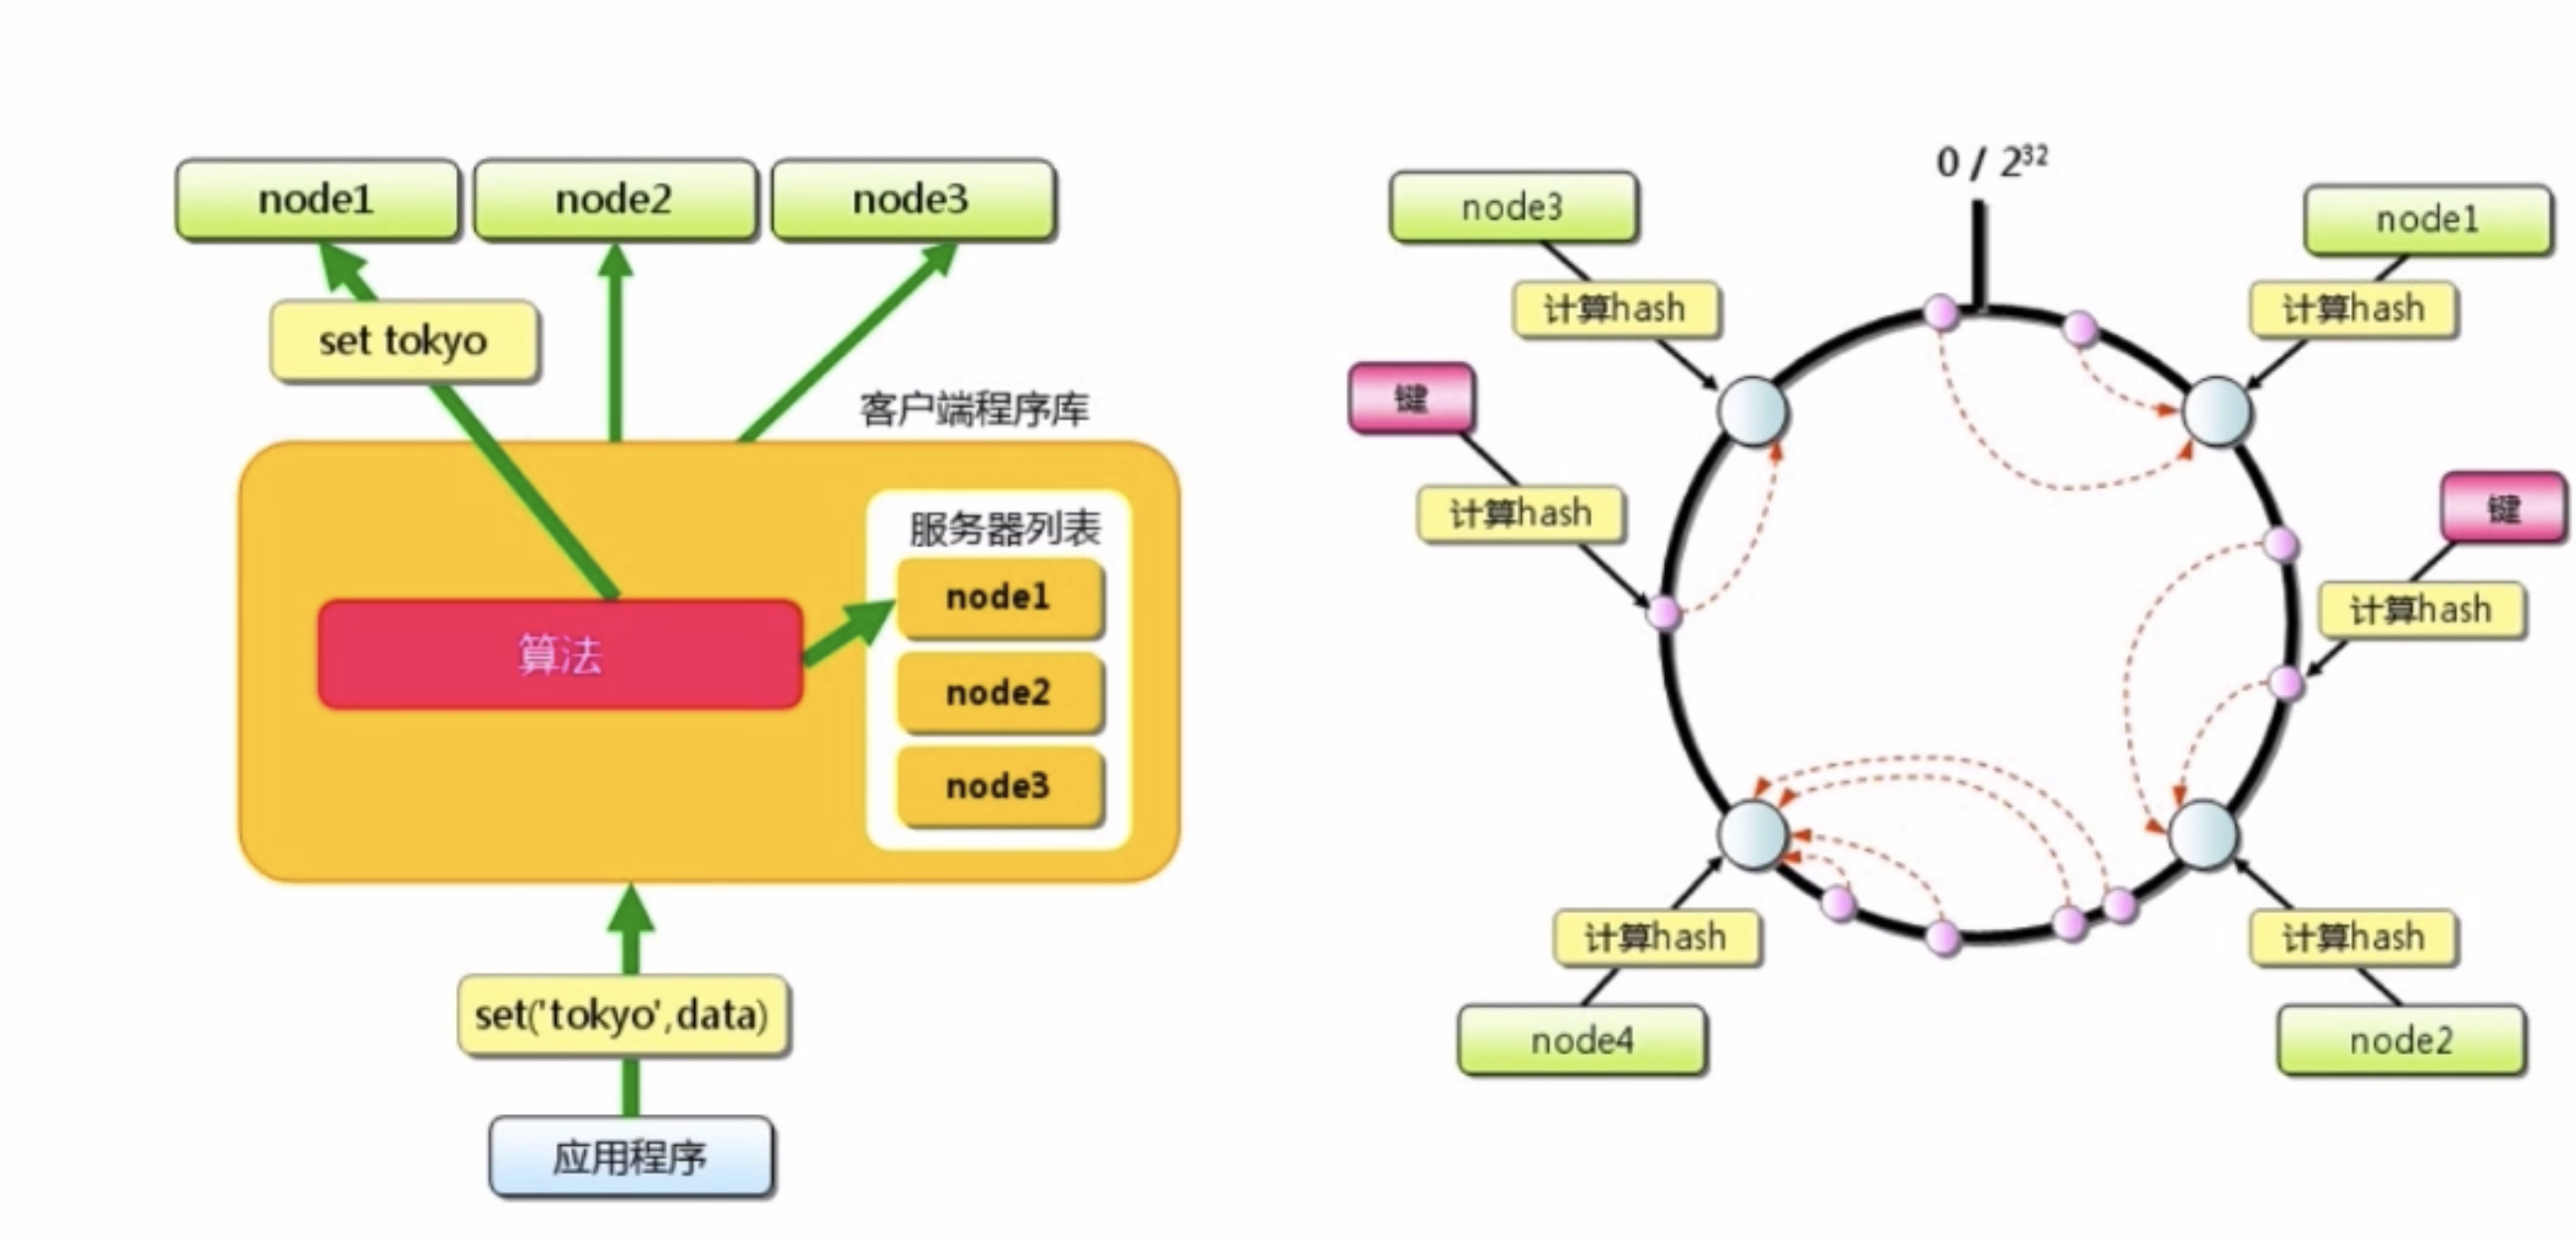 node1
node2
node3
set tokyo
客户端程序库
服务器列表
node1
算法
node2
node3
set('tokyo',data)
应用程序
0 / 2³²
node3
node1
计算hash
计算hash
键
键
计算hash
计算hash
计算hash
计算hash
node4
node2